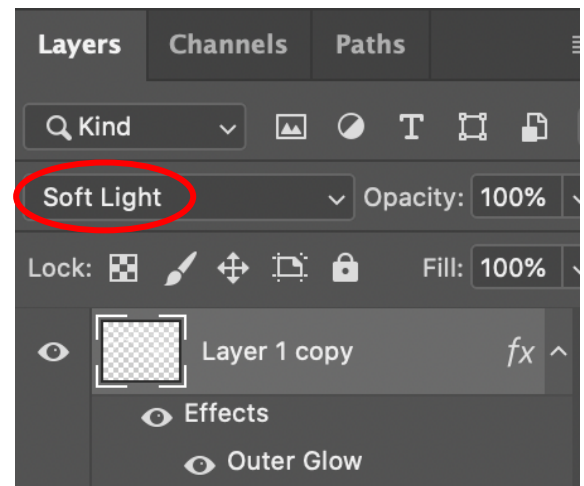 Layers Channels Paths
Kind T
Soft Light Opacity: 100%
Lock: Fill: 100%
Layer 1 copy fx
Effects
Outer Glow